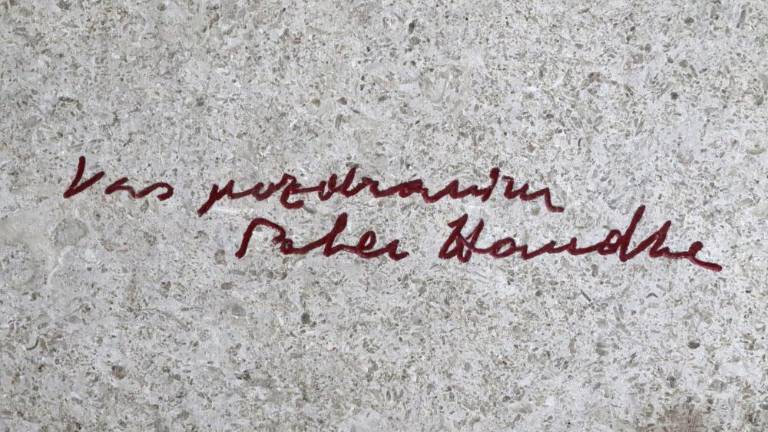 Vas pozdravim
Peter Handke